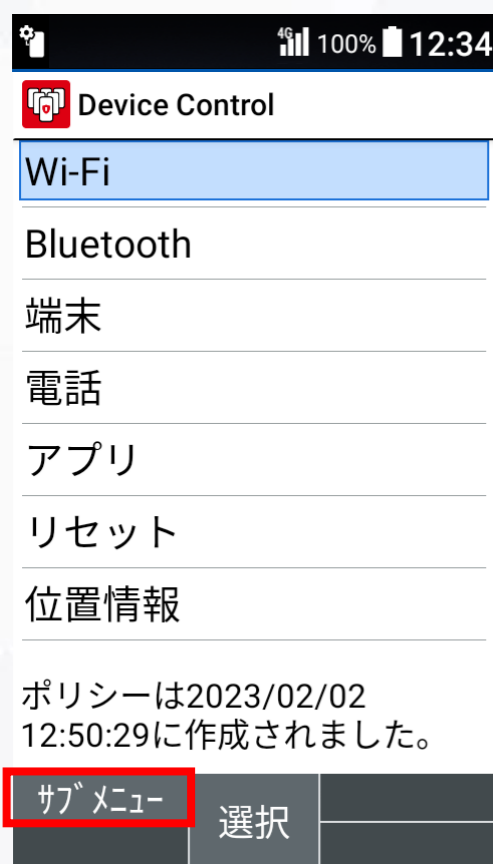 4G 100% 12:34
Device Control
Wi-Fi
Bluetooth
端末
電話
アプリ
リセット
位置情報
ポリシーは2023/02/02
12:50:29に作成されました。
ｻﾌﾞﾒﾆｭｰ
選択